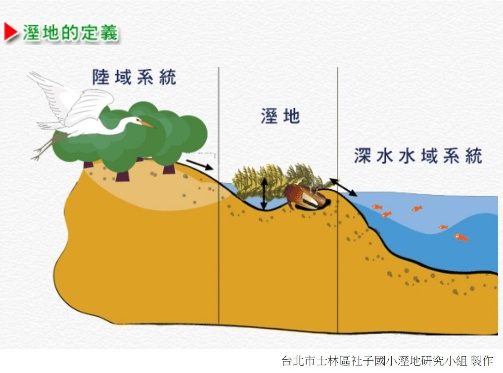 溼地的定義
陸域系統
溼地
深水水域系統
台北市士林區社子國小溼地研究小組 製作